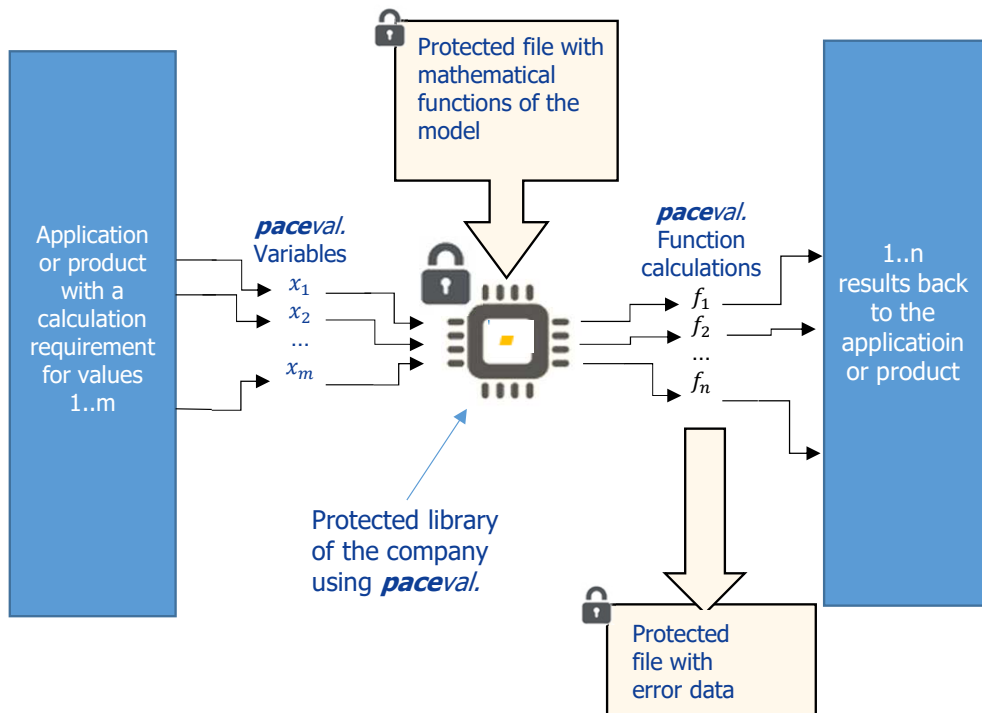 Protected file with
mathematical
functions of the
model
Application
or product
with a
calculation
requirement
for values
1..m
paceval.
Variables
x₁
x₂
...
xₘ
paceval.
Function
calculations
f₁
f₂
...
fₙ
1..n
results back
to the
applicatioin
or product
Protected library
of the company
using paceval.
Protected
file with
error data